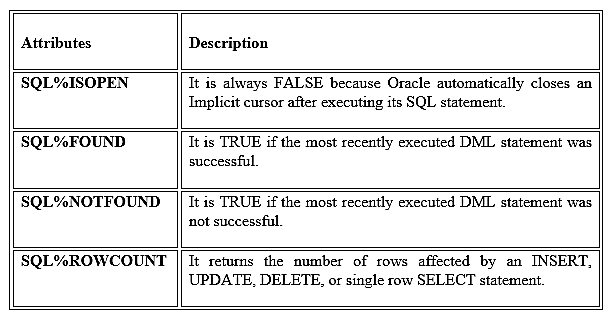 Attributes Description
SQL%ISOPEN It is always FALSE because Oracle automatically closes an
Implicit cursor after executing its SQL statement.
SQL%FOUND It is TRUE if the most recently executed DML statement was
successful.
SQL%NOTFOUND It is TRUE if the most recently executed DML statement was
not successful.
SQL%ROWCOUNT It returns the number of rows affected by an INSERT,
UPDATE, DELETE, or single row SELECT statement.